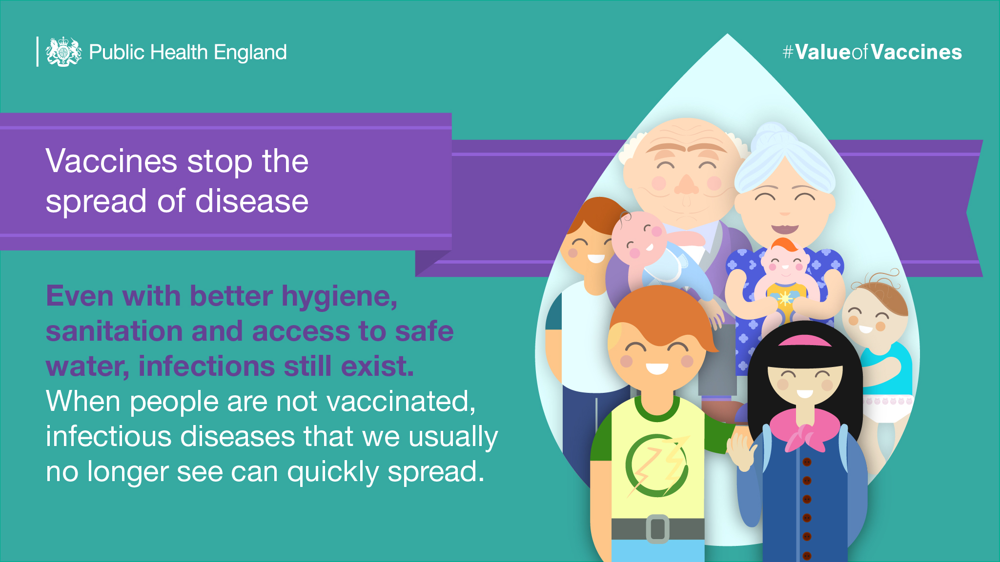 Public Health England
#ValueofVaccines
Vaccines stop the
spread of disease
Even with better hygiene,
sanitation and access to safe
water, infections still exist.
When people are not vaccinated,
infectious diseases that we usually
no longer see can quickly spread.